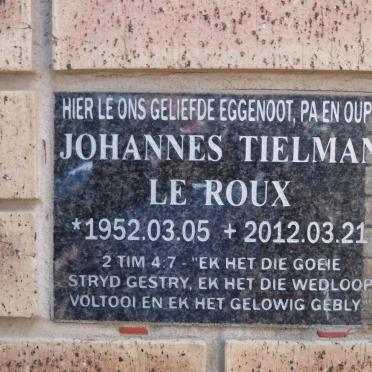 HIER LE ONS GELIEFDE EGGENOOT, PA EN OUP
JOHANNES TIELMAN
LE ROUX
*1952.03.05 + 2012.03.21
2 TIM 4:7 - "EK HET DIE GOEIE
STRYD GESTRY, EK HET DIE WEDLOOP
VOLTOOI EN EK HET GELOWIG GEBLY"